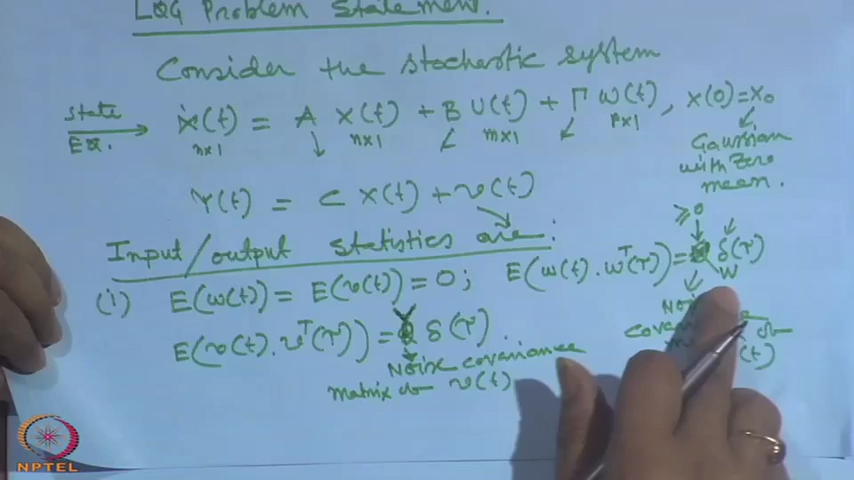 LQG Problem Statement.
Consider the stochastic system
State Eq. ẋ(t) = A x(t) + B U(t) + Γ w(t), x(0)=x0
n×1 n×1 m×1 p×1
Gaussian with zero mean.
Y(t) = C x(t) + v(t)
Input/output statistics are:
≥0
(i) E(w(t)) = E(v(t)) = 0; E(w(t).wᵀ(τ)) = δ(τ)
W
E(v(t).vᵀ(τ)) = V δ(τ).
Noise covariance
matrix of v(t)
(t)
NPTEL